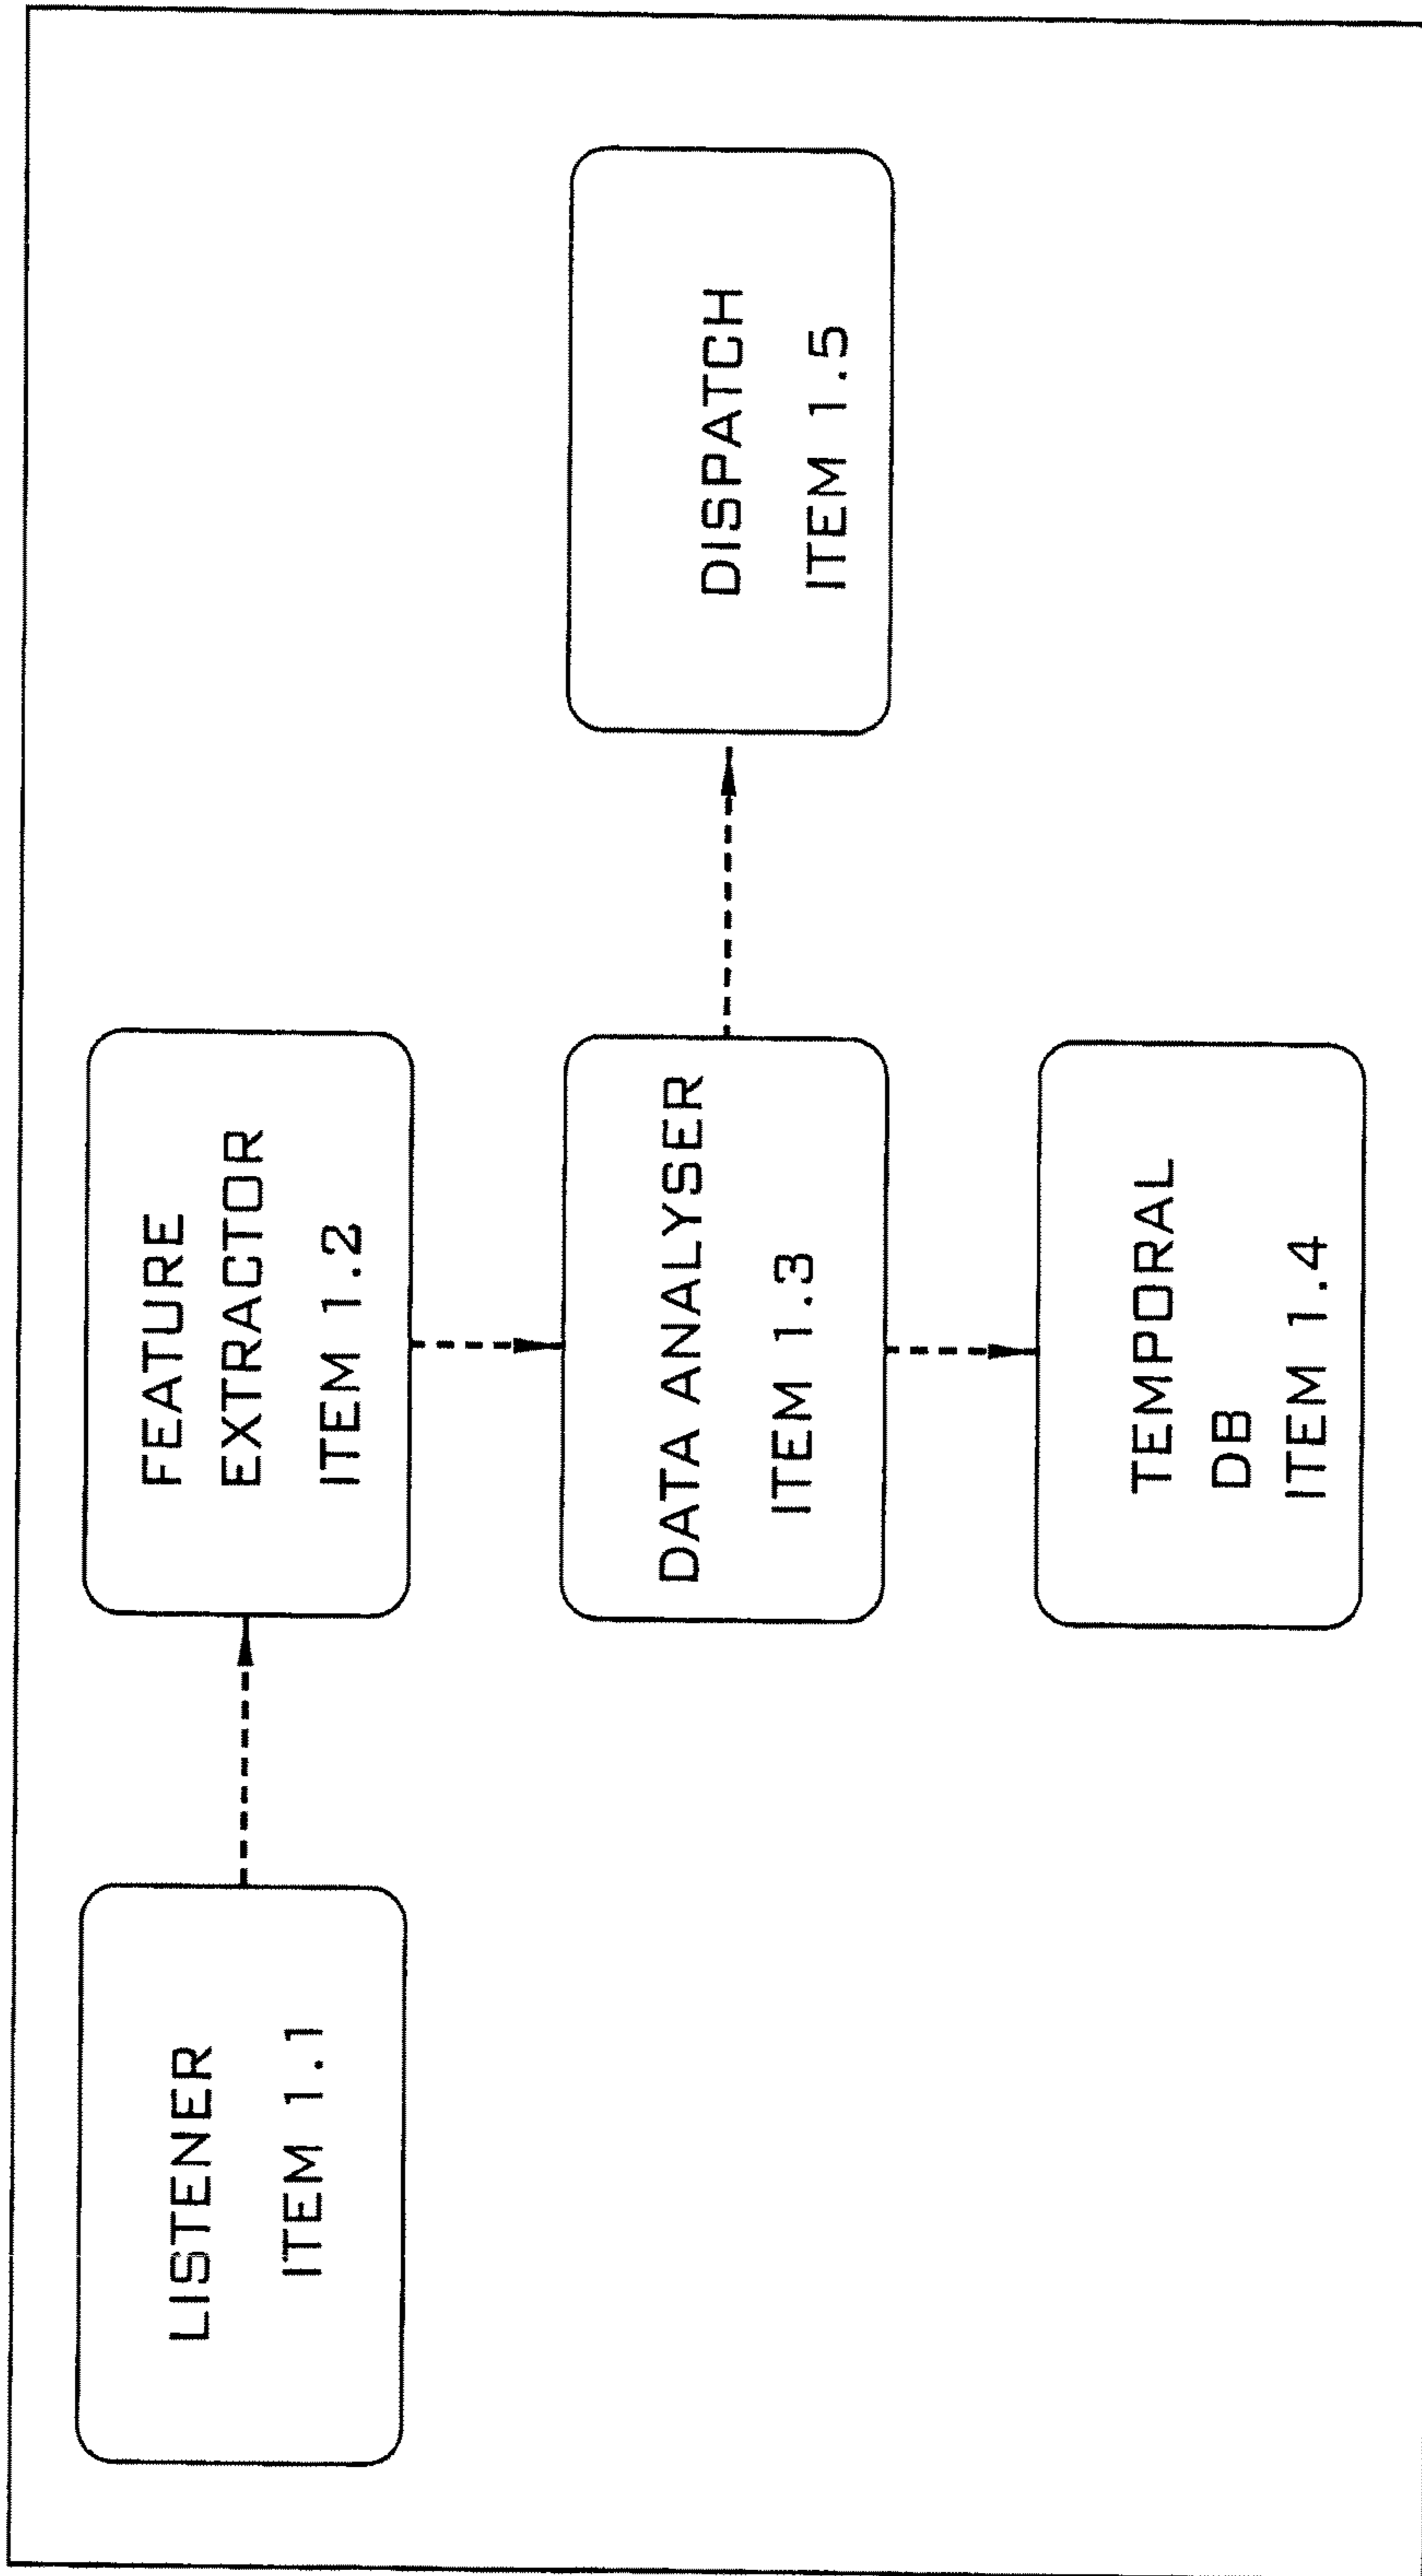 LISTENER
ITEM 1.1
FEATURE
EXTRACTOR
ITEM 1.2
DATA ANALYSER
ITEM 1.3
TEMPORAL
DB
ITEM 1.4
DISPATCH
ITEM 1.5